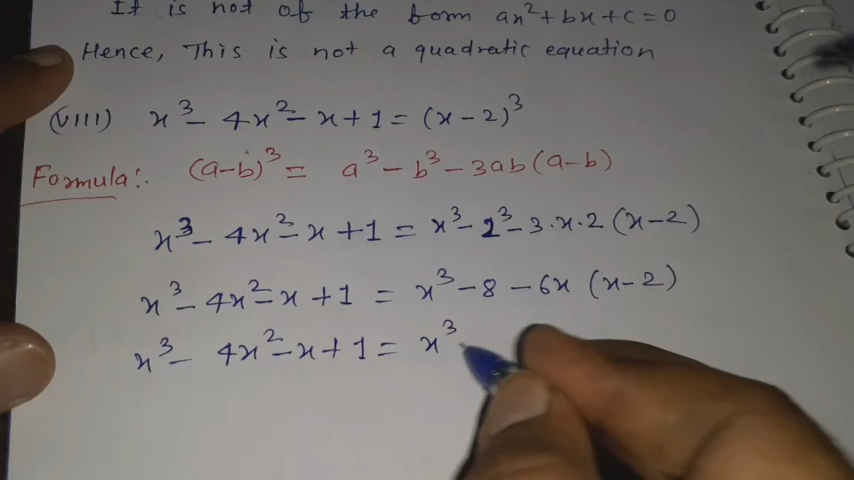 It is not of the form ax²+bx+c=0
Hence, This is not a quadratic equation
(VIII) x³ - 4x² - x + 1 = (x-2)³
Formula:. (a-b)³ = a³ - b³ - 3ab(a-b)
x³ - 4x² - x + 1 = x³ - 2³ - 3·x·2 (x-2)
x³ - 4x² - x + 1 = x³ - 8 - 6x (x-2)
x³ - 4x² - x + 1 = x³